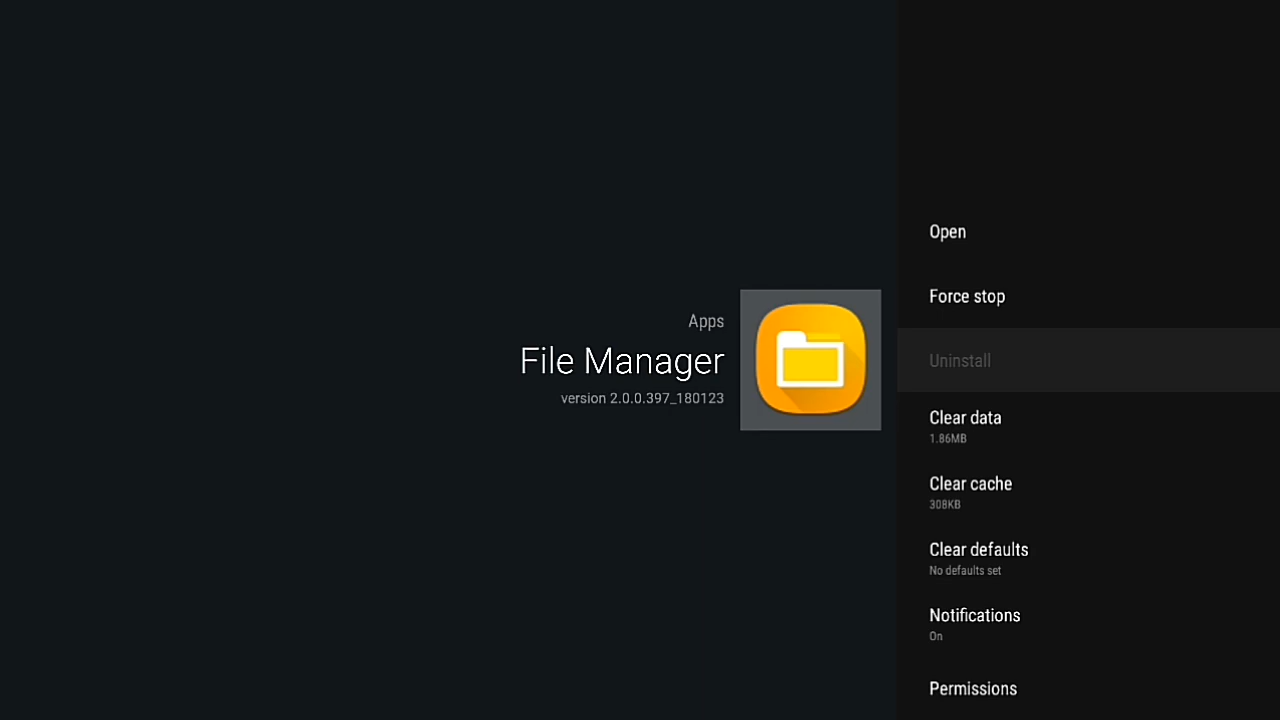 Apps
File Manager
version 2.0.0.397_180123
Open
Force stop
Uninstall
Clear data
1.86MB
Clear cache
308KB
Clear defaults
No defaults set
Notifications
On
Permissions